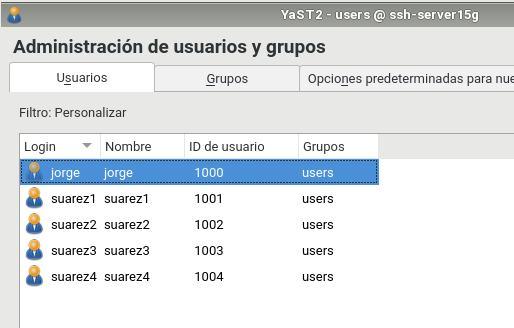 YaST2 - users @ ssh-server15g
Administración de usuarios y grupos
Usuarios Grupos Opciones predeterminadas para nue
Filtro: Personalizar
Login Nombre ID de usuario Grupos
jorge jorge 1000 users
suarez1 suarez1 1001 users
suarez2 suarez2 1002 users
suarez3 suarez3 1003 users
suarez4 suarez4 1004 users